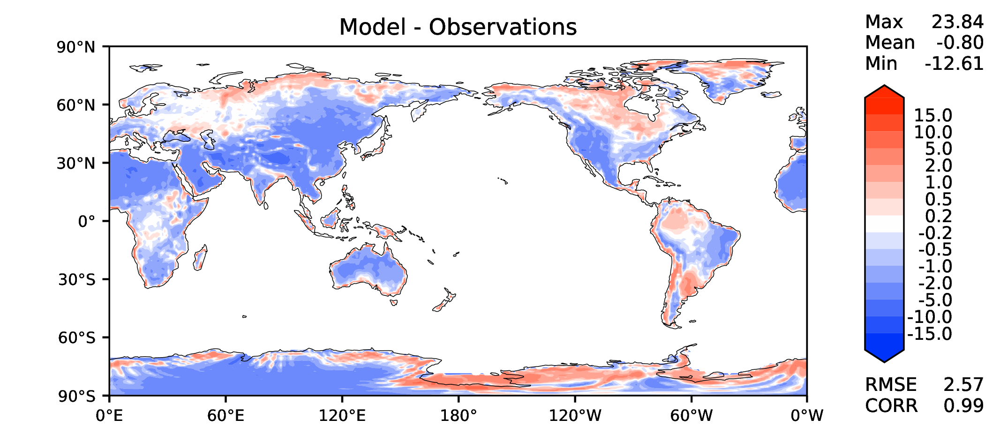 Model - Observations
Max 23.84
Mean -0.80
Min -12.61
90°N
60°N
30°N
0°
30°S
60°S
90°S
0°E 60°E 120°E 180° 120°W 60°W 0°W
15.0
10.0
5.0
2.0
1.0
0.5
0.2
-0.2
-0.5
-1.0
-2.0
-5.0
-10.0
-15.0
RMSE 2.57
CORR 0.99